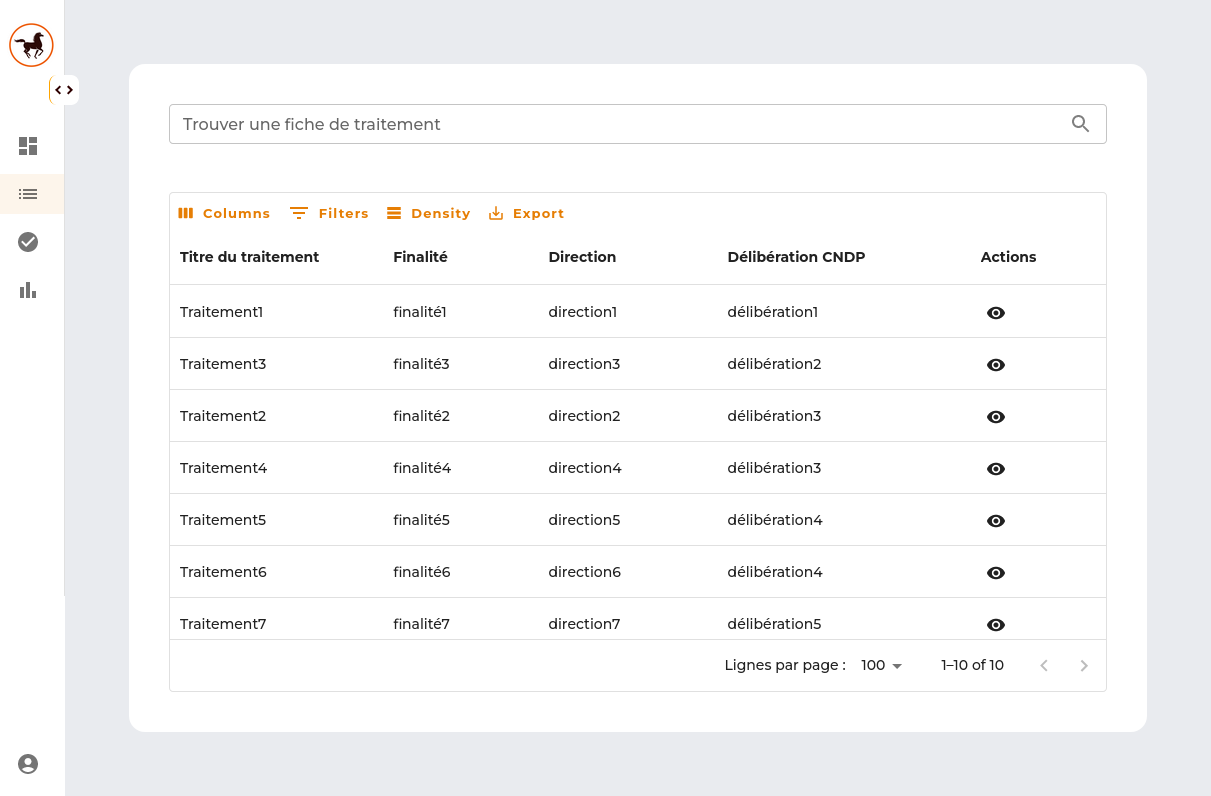 Trouver une fiche de traitement
Columns Filters Density Export
Titre du traitement Finalité Direction Délibération CNDP Actions
Traitement1 finalité1 direction1 délibération1
Traitement3 finalité3 direction3 délibération2
Traitement2 finalité2 direction2 délibération3
Traitement4 finalité4 direction4 délibération3
Traitement5 finalité5 direction5 délibération4
Traitement6 finalité6 direction6 délibération4
Traitement7 finalité7 direction7 délibération5
Lignes par page : 100 1–10 of 10